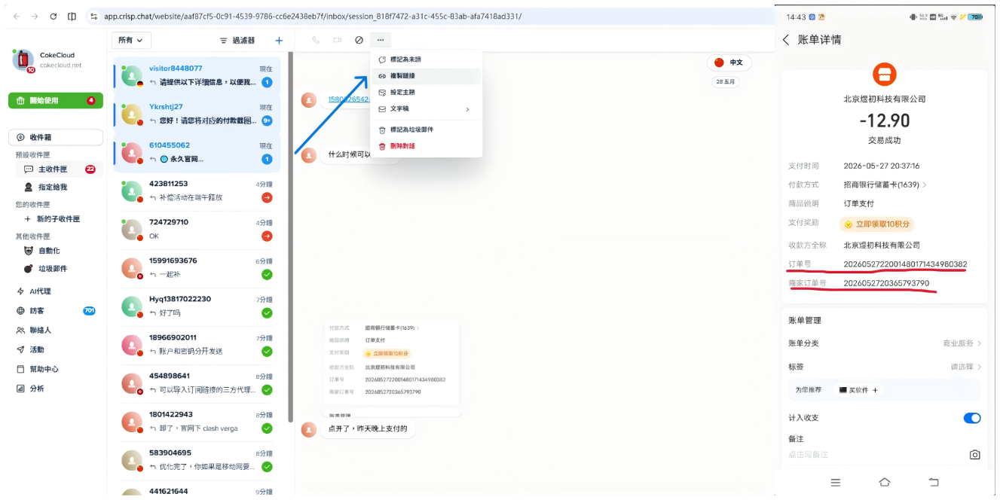 app.crisp.chat/website/aaf87cf5-0c91-4539-9786-cc6e2438eb7f/inbox/session_818f7472-a31c-455c-83ab-afa7418ad331/
CokeCloud
cokecloud.net
10
開始使用
4
收件箱
預設收件匣
主收件匣
22
指定給我
您的收件匣
+ 新的子收件匣
其他收件匣
自動化
垃圾郵件
AI代理
訪客
701
聯絡人
活動
幫助中心
分析
所有
過濾器
+
visitor8448077
現在
请提供以下详细信息，以便我...
1
Ykrshtj27
現在
您好！请您将对应的付款截图...
9+
610455062
現在
永久官网...
1
423811253
4分鐘
补偿活动在端午释放
724729710
4分鐘
OK
15991693676
6分鐘
一起补
Hyq13817022230
7分鐘
好了吗
18966902011
7分鐘
账户和密码分开发送
454898641
8分鐘
可以导入订阅链接的三方代理...
1801422943
8分鐘
卸了，官网下 clash verga
583904695
8分鐘
优化完了，你如果是移动网要...
441621644
9分鐘
標記為未讀
複製鏈接
設定主題
文字稿
標記為垃圾郵件
刪除對話
中文
28 五月
什么时候可以
付款方式 招商银行储蓄卡(1639)
商品说明 订单支付
支付奖励 立即领取10积分
收款方全称 北京煜初科技有限公司
订单号 2026052722001480171434980382
商家订单号 2026052720365793790
账单管理
点开了，昨天晚上支付的
14:43
70
账单详情
北京煜初科技有限公司
-12.90
交易成功
支付时间 2026-05-27 20:37:16
付款方式 招商银行储蓄卡(1639)
商品说明 订单支付
支付奖励 立即领取10积分
收款方全称 北京煜初科技有限公司
订单号 2026052722001480171434980382
商家订单号 2026052720365793790
账单管理
账单分类 商业服务
标签 请选择
为您推荐 买软件 +
计入收支
备注
点击写备注